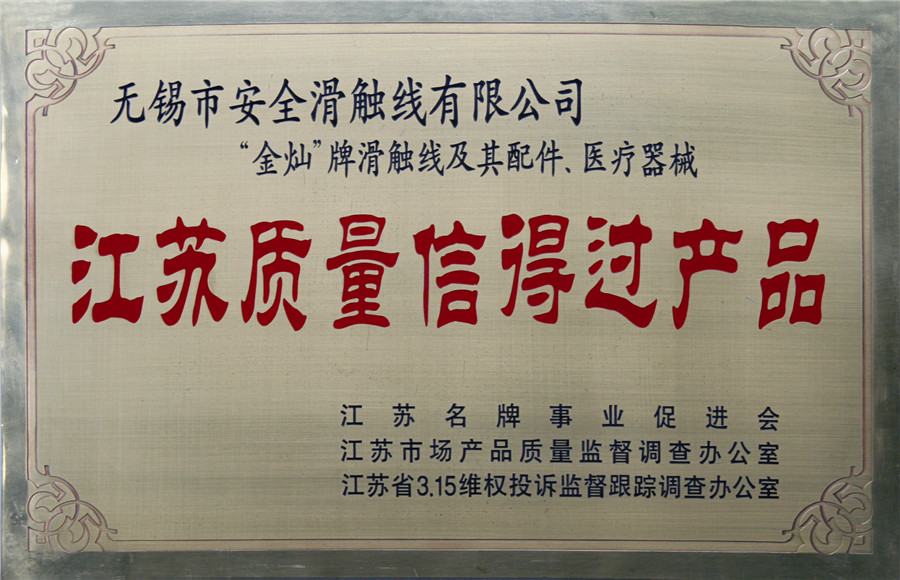 无锡市安全滑触线有限公司
“金灿”牌滑触线及其配件、医疗器械
江苏质量信得过产品
江苏名牌事业促进会
江苏市场产品质量监督调查办公室
江苏省3.15维权投诉监督跟踪调查办公室